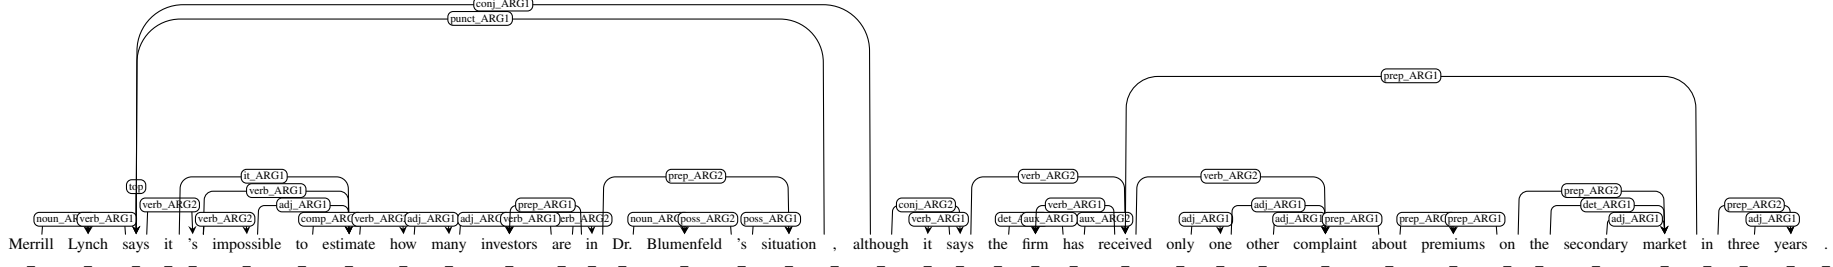 conj_ARG1
punct_ARG1
prep_ARG1
it_ARG1 prep_ARG2 verb_ARG2 verb_ARG2
top verb_ARG1 prep_ARG2
verb_ARG2 adj_ARG1 prep_ARG1 conj_ARG2 verb_ARG1 adj_ARG1 det_ARG1 prep_ARG2
verb_ARG1 verb_ARG2 adj_ARG1 verb_ARG1 poss_ARG2 poss_ARG1 verb_ARG1 aux_ARG1 aux_ARG2 adj_ARG1 prep_ARG1 prep_ARG1 adj_ARG1 adj_ARG1
Merrill Lynch says it 's impossible to estimate how many investors are in Dr. Blumenfeld 's situation , although it says the firm has received only one other complaint about premiums on the secondary market in three years .